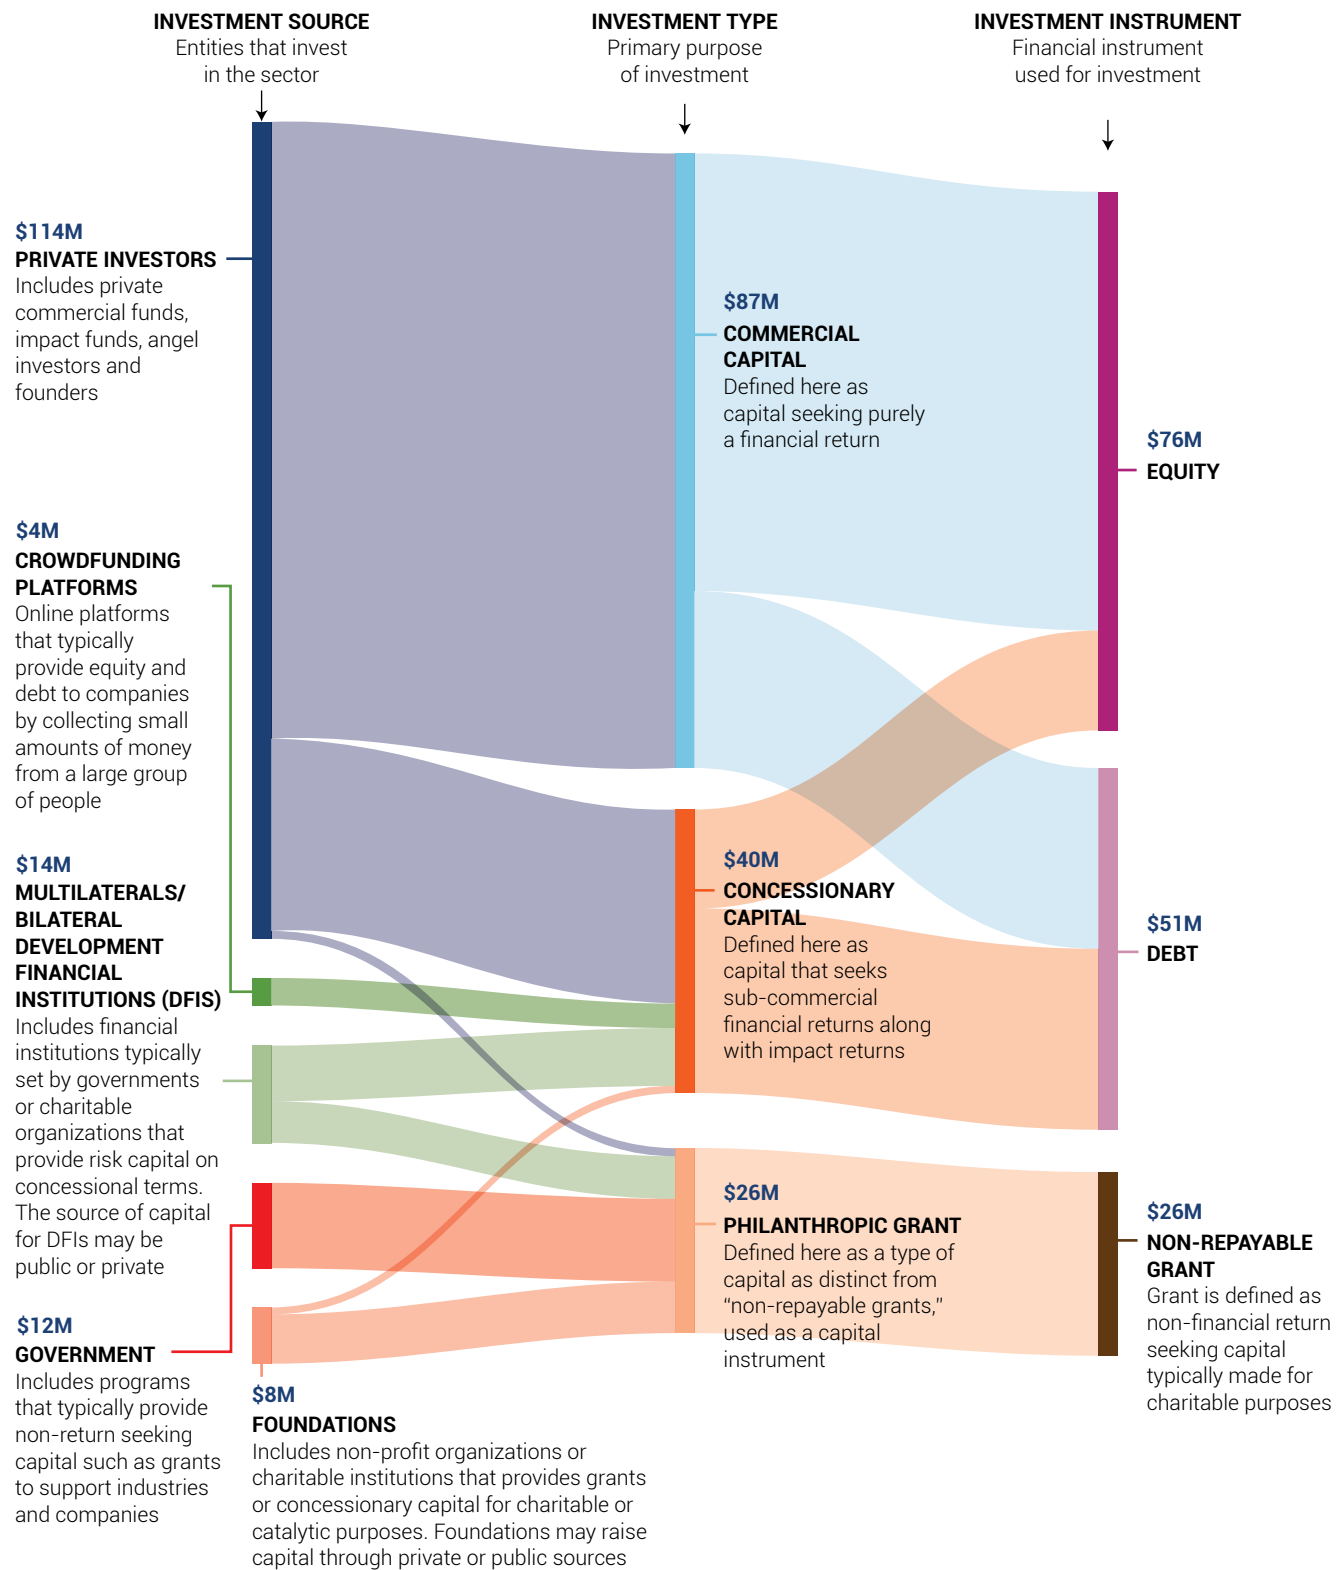 INVESTMENT SOURCE
Entities that invest
in the sector
INVESTMENT TYPE
Primary purpose
of investment
INVESTMENT INSTRUMENT
Financial instrument
used for investment
$114M
PRIVATE INVESTORS
Includes private
commercial funds,
impact funds, angel
investors and
founders
$4M
CROWDFUNDING
PLATFORMS
Online platforms
that typically
provide equity and
debt to companies
by collecting small
amounts of money
from a large group
of people
$14M
MULTILATERALS/
BILATERAL
DEVELOPMENT
FINANCIAL
INSTITUTIONS (DFIS)
Includes financial
institutions typically
set by governments
or charitable
organizations that
provide risk capital on
concessional terms.
The source of capital
for DFIs may be
public or private
$12M
GOVERNMENT
Includes programs
that typically provide
non-return seeking
capital such as grants
to support industries
and companies
$8M
FOUNDATIONS
Includes non-profit organizations or
charitable institutions that provides grants
or concessionary capital for charitable or
catalytic purposes. Foundations may raise
capital through private or public sources
$87M
COMMERCIAL
CAPITAL
Defined here as
capital seeking purely
a financial return
$40M
CONCESSIONARY
CAPITAL
Defined here as
capital that seeks
sub-commercial
financial returns along
with impact returns
$26M
PHILANTHROPIC GRANT
Defined here as a type of
capital as distinct from
“non-repayable grants,”
used as a capital
instrument
$76M
EQUITY
$51M
DEBT
$26M
NON-REPAYABLE
GRANT
Grant is defined as
non-financial return
seeking capital
typically made for
charitable purposes